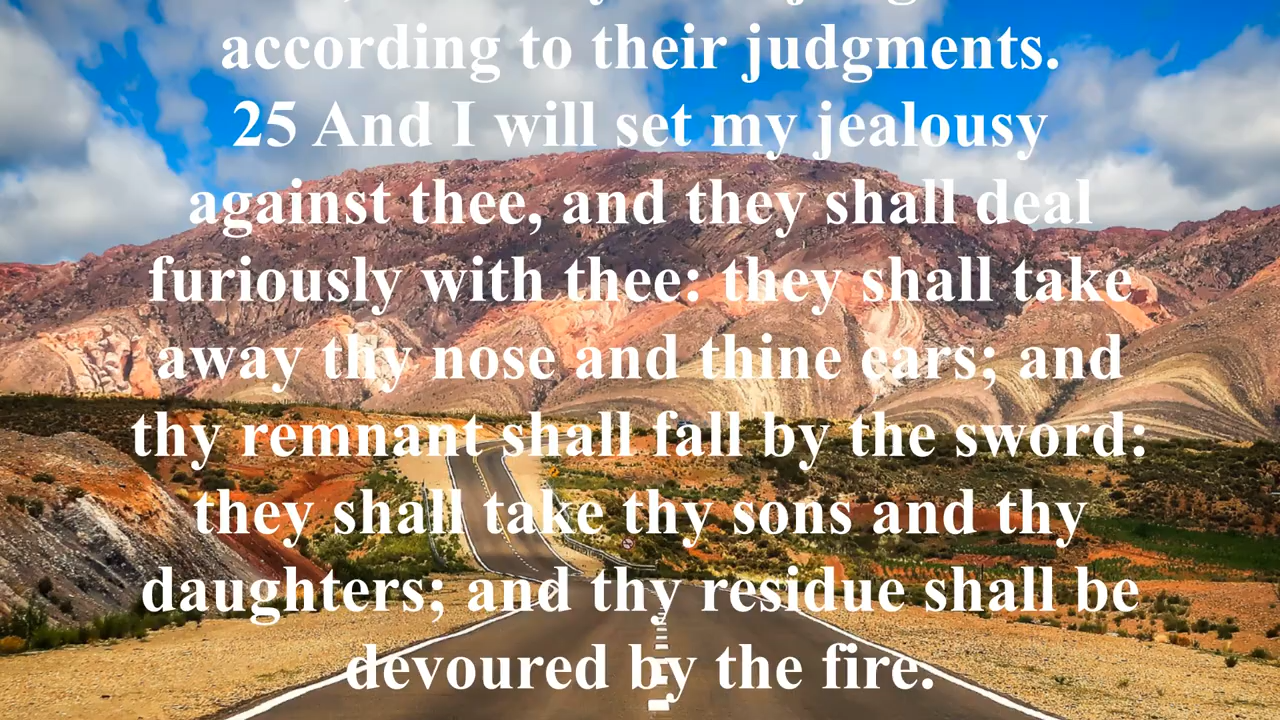 according to their judgments.
25 And I will set my jealousy
against thee, and they shall deal
furiously with thee: they shall take
away thy nose and thine ears; and
thy remnant shall fall by the sword:
they shall take thy sons and thy
daughters; and thy residue shall be
devoured by the fire.